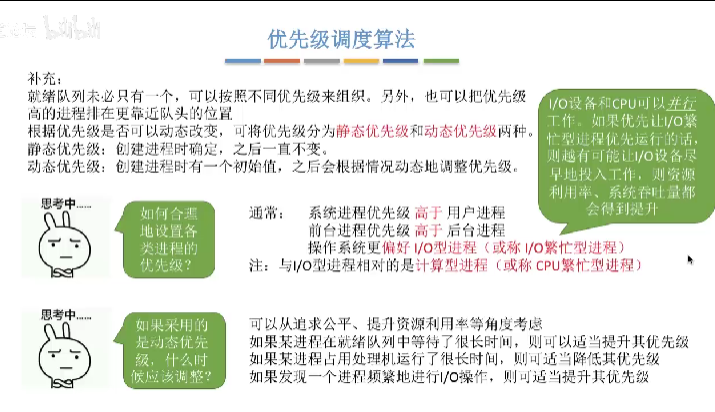 优先级调度算法
补充：
就绪队列未必只有一个，可以按照不同优先级来组织。另外，也可以把优先级
高的进程排在更靠近队头的位置
根据优先级是否可以动态改变，可将优先级分为静态优先级和动态优先级两种。
静态优先级：创建进程时确定，之后一直不变。
动态优先级：创建进程时有一个初始值，之后会根据情况动态地调整优先级。
I/O设备和CPU可以并行
工作。如果优先让I/O繁
忙型进程优先运行的话，
则越有可能让I/O设备尽
早地投入工作，则资源
利用率、系统吞吐量都
会得到提升
思考中......
如何合理
地设置各
类进程的
优先级？
通常：
系统进程优先级 高于 用户进程
前台进程优先级 高于 后台进程
操作系统更偏好 I/O型进程（或称 I/O繁忙型进程）
注：与I/O型进程相对的是计算型进程（或称 CPU繁忙型进程）
思考中......
如果采用的
是动态优先
级，什么时
候应该调整？
可以从追求公平、提升资源利用率等角度考虑
如果某进程在就绪队列中等待了很长时间，则可以适当提升其优先级
如果某进程占用处理机运行了很长时间，则可适当降低其优先级
如果发现一个进程频繁地进行I/O操作，则可适当提升其优先级